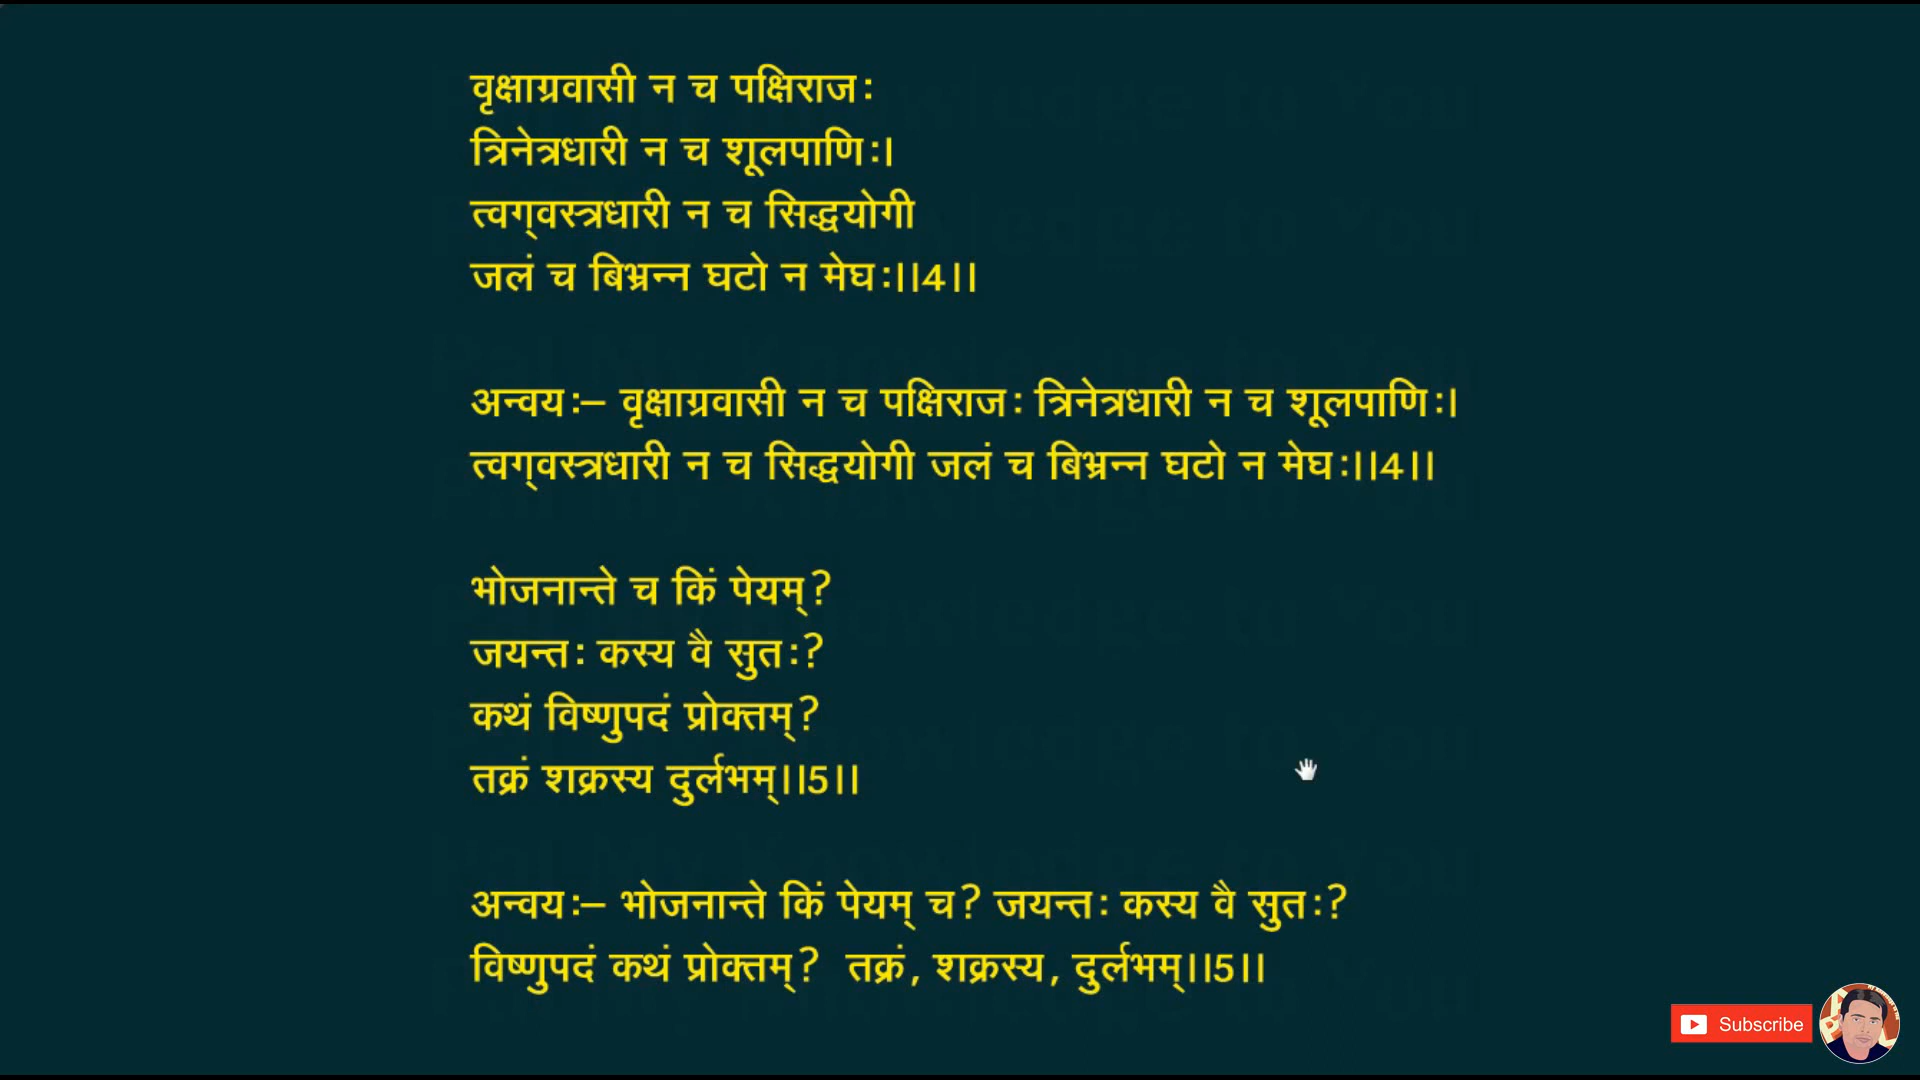 वृक्षाग्रवासी न च पक्षिराजः
त्रिनेत्रधारी न च शूलपाणिः।
त्वग्वस्त्रधारी न च सिद्धयोगी
जलं च बिभ्रन्न घटो न मेघः।।4।।
अन्वयः– वृक्षाग्रवासी न च पक्षिराजः त्रिनेत्रधारी न च शूलपाणिः।
त्वग्वस्त्रधारी न च सिद्धयोगी जलं च बिभ्रन्न घटो न मेघः।।4।।
भोजनान्ते च किं पेयम्?
जयन्तः कस्य वै सुतः?
कथं विष्णुपदं प्रोक्तम्?
तक्रं शक्रस्य दुर्लभम्।।5।।
अन्वयः– भोजनान्ते किं पेयम् च? जयन्तः कस्य वै सुतः?
विष्णुपदं कथं प्रोक्तम्? तक्रं, शक्रस्य, दुर्लभम्।।5।।
Subscribe